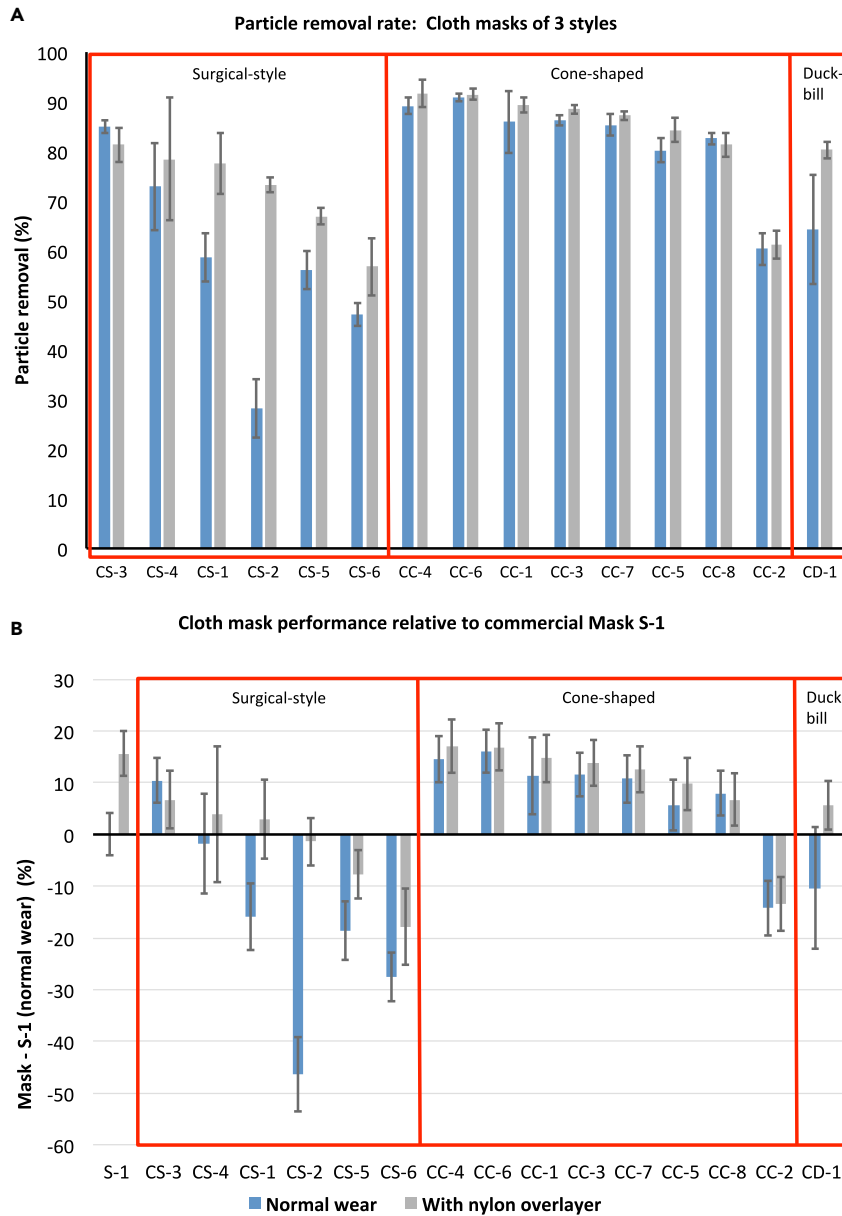 A
Particle removal rate:  Cloth masks of 3 styles
Particle removal (%)
100
90
80
70
60
50
40
30
20
10
0
Surgical-style
Cone-shaped
Duck-
bill
CS-3 CS-4 CS-1 CS-2 CS-5 CS-6 CC-4 CC-6 CC-1 CC-3 CC-7 CC-5 CC-8 CC-2 CD-1
B
Cloth mask performance relative to commercial Mask S-1
Mask - S-1 (normal wear)  (%)
30
20
10
0
-10
-20
-30
-40
-50
-60
Surgical-style
Cone-shaped
Duck
bill
S-1 CS-3 CS-4 CS-1 CS-2 CS-5 CS-6 CC-4 CC-6 CC-1 CC-3 CC-7 CC-5 CC-8 CC-2 CD-1
Normal wear With nylon overlayer